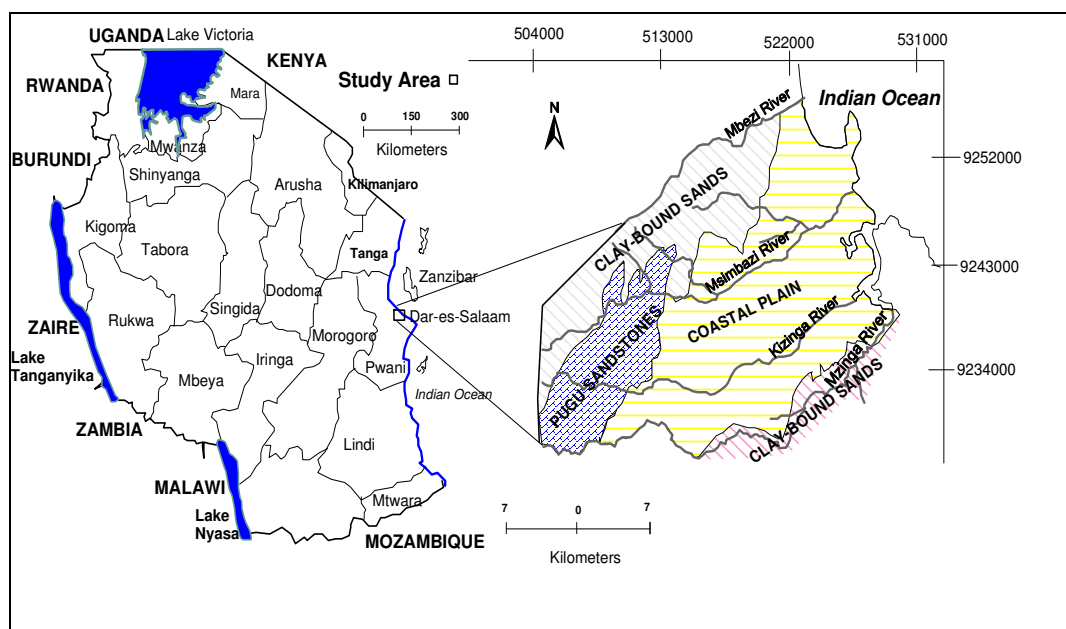 UGANDA
Lake Victoria
KENYA
RWANDA
Study Area
Mara
0 150 300
Kilometers
BURUNDI
Mwanza
Shinyanga
Arusha
Kilimanjaro
Kigoma
Tabora
Tanga
Zanzibar
Dodoma
Singida
Dar-es-Salaam
Rukwa
Morogoro
ZAIRE
Iringa
Pwani
Lake
Tanganyika
Mbeya
Indian Ocean
ZAMBIA
Lindi
MALAWI
Mtwara
Lake
Nyasa
MOZAMBIQUE
504000
513000
522000
531000
N
Indian Ocean
Mbezi River
9252000
CLAY-BOUND SANDS
Msimbazi River
9243000
COASTAL PLAIN
Kizinga River
PUGU SANDSTONES
Mzinga River
9234000
CLAY-BOUND SANDS
7 0 7
Kilometers